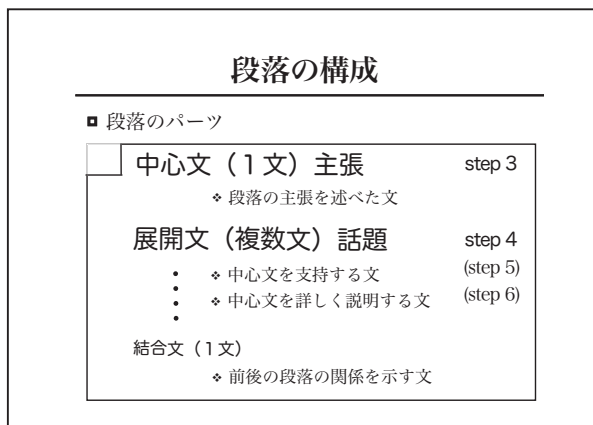 段落の構成
段落のパーツ
中心文（1文）主張 step 3
❖ 段落の主張を述べた文
展開文（複数文）話題 step 4
❖ 中心文を支持する文 (step 5)
❖ 中心文を詳しく説明する文 (step 6)
結合文（1文）
❖ 前後の段落の関係を示す文